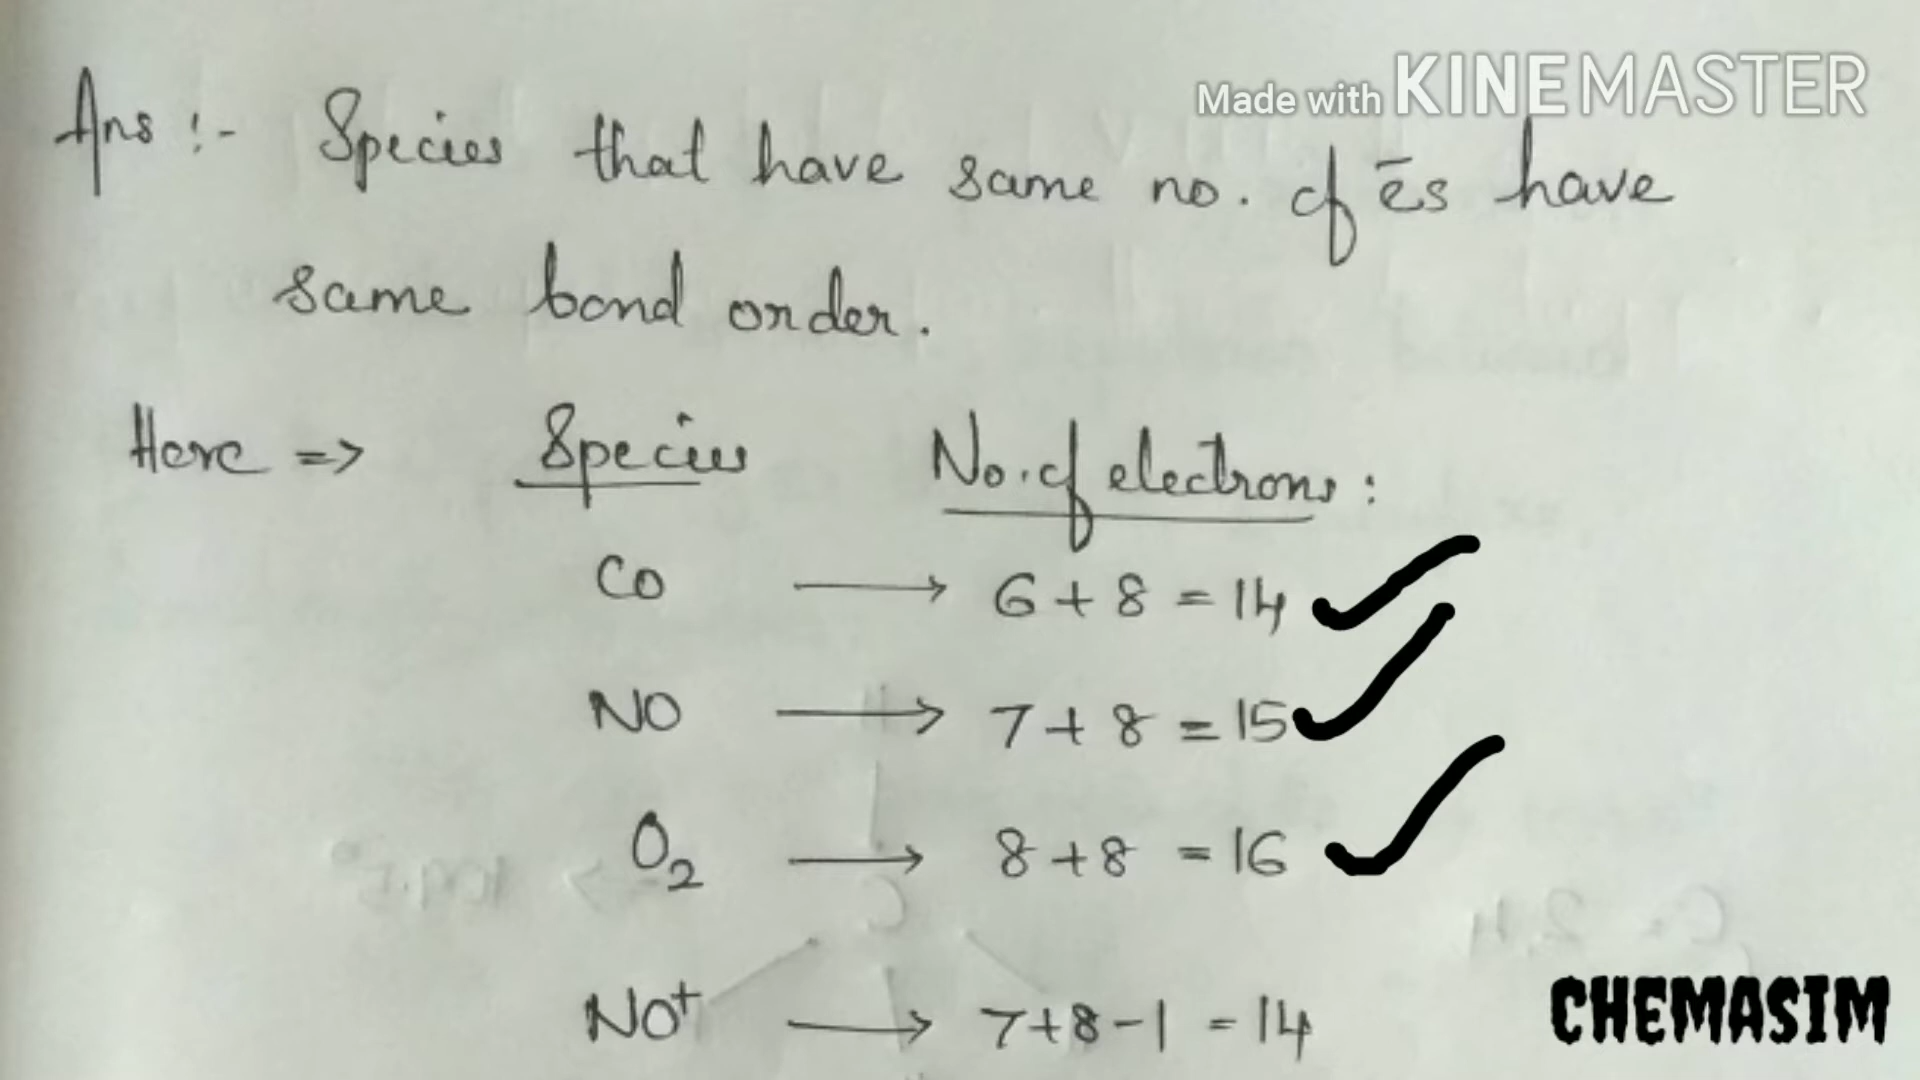 Made with KINEMASTER
Ans :- Species that have same no. of ēs have
same bond order.
Here => Species No. of electrons :
CO → 6 + 8 = 14
NO → 7 + 8 = 15
O₂ → 8 + 8 = 16
NO⁺ → 7 + 8 - 1 = 14
CHEMASIM